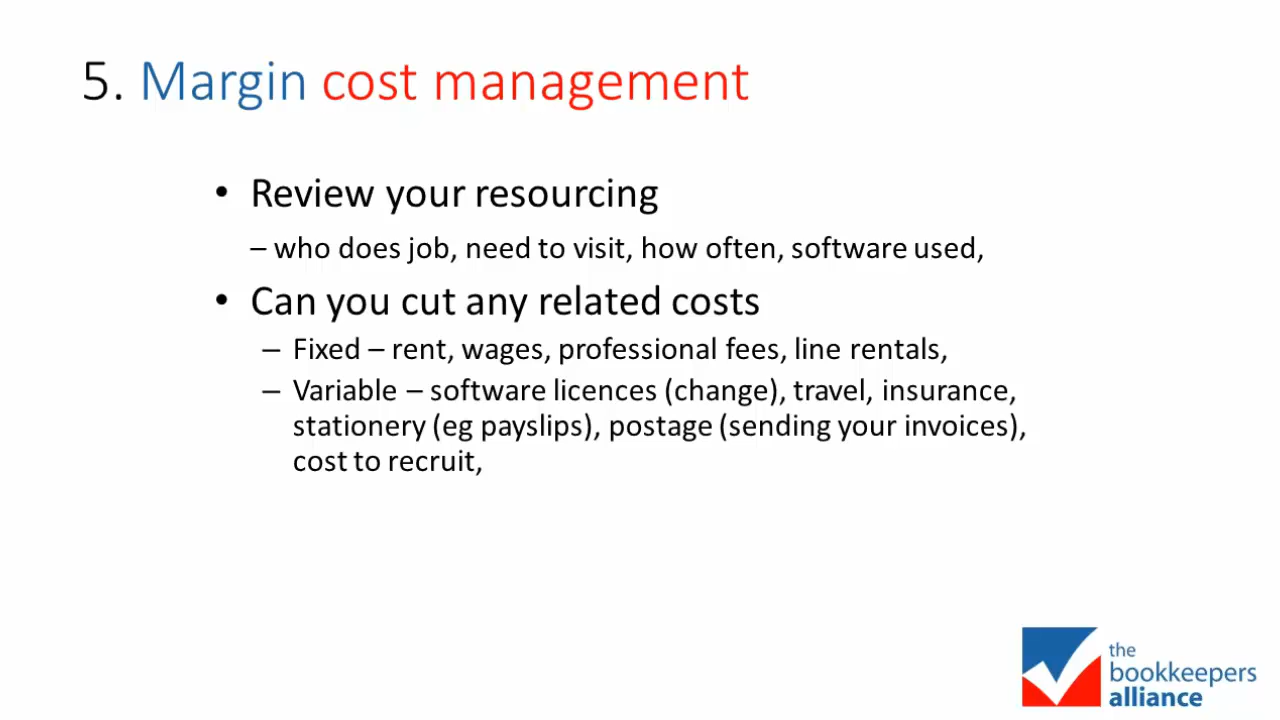 5. Margin cost management
• Review your resourcing
– who does job, need to visit, how often, software used,
• Can you cut any related costs
– Fixed – rent, wages, professional fees, line rentals,
– Variable – software licences (change), travel, insurance,
stationery (eg payslips), postage (sending your invoices),
cost to recruit,
the
bookkeepers
alliance